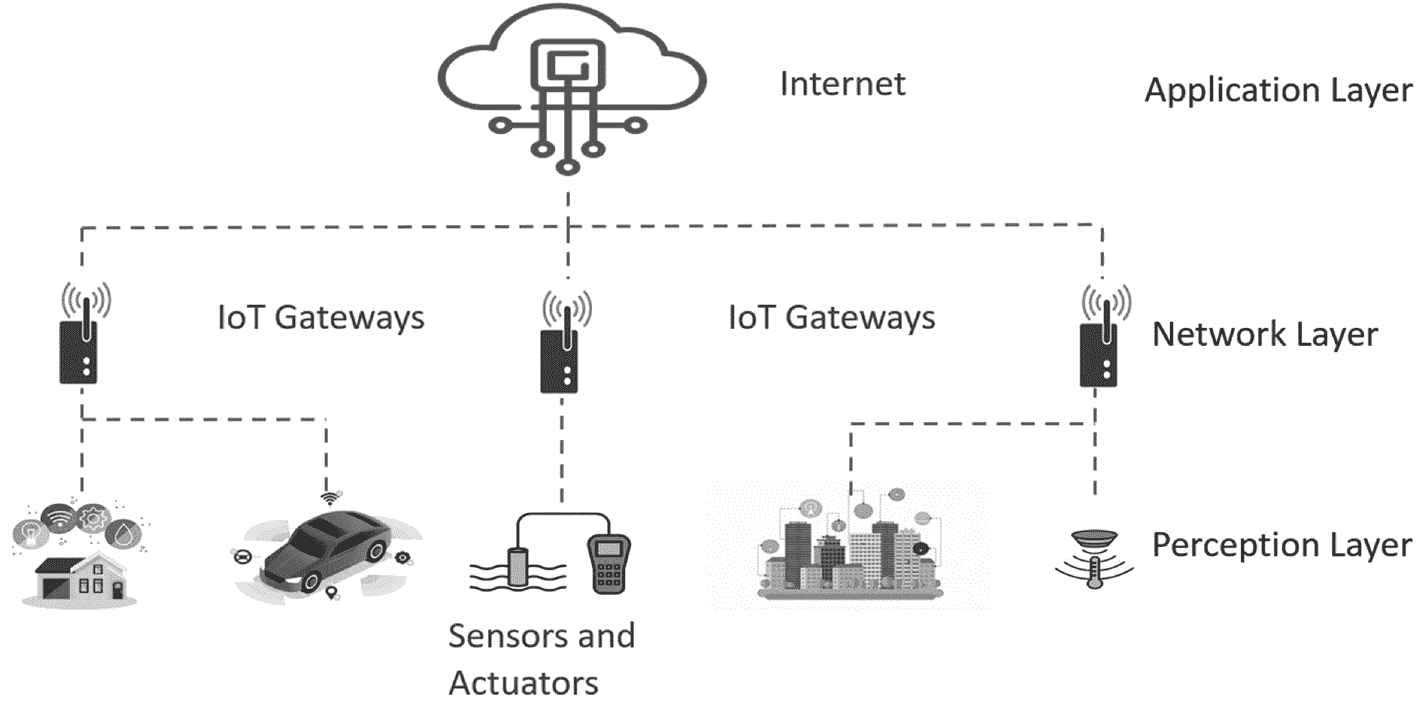 Internet
Application Layer
IoT Gateways
IoT Gateways
Network Layer
Perception Layer
Sensors and
Actuators